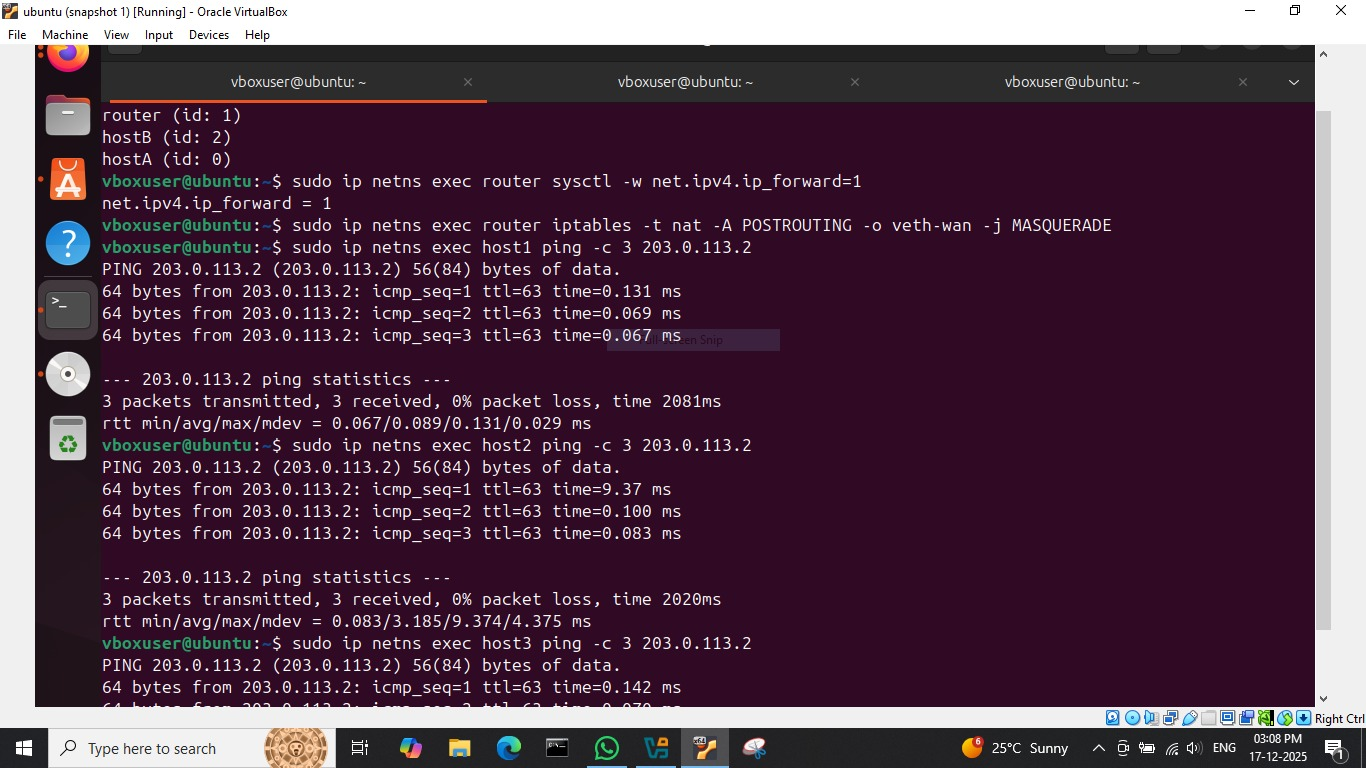 ubuntu (snapshot 1) [Running] - Oracle VirtualBox
File Machine View Input Devices Help
vboxuser@ubuntu: ~ × vboxuser@ubuntu: ~ × vboxuser@ubuntu: ~ ×
router (id: 1)
hostB (id: 2)
hostA (id: 0)
vboxuser@ubuntu:~$ sudo ip netns exec router sysctl -w net.ipv4.ip_forward=1
net.ipv4.ip_forward = 1
vboxuser@ubuntu:~$ sudo ip netns exec router iptables -t nat -A POSTROUTING -o veth-wan -j MASQUERADE
vboxuser@ubuntu:~$ sudo ip netns exec host1 ping -c 3 203.0.113.2
PING 203.0.113.2 (203.0.113.2) 56(84) bytes of data.
64 bytes from 203.0.113.2: icmp_seq=1 ttl=63 time=0.131 ms
64 bytes from 203.0.113.2: icmp_seq=2 ttl=63 time=0.069 ms
64 bytes from 203.0.113.2: icmp_seq=3 ttl=63 time=0.067 ms
Full-screen Snip
--- 203.0.113.2 ping statistics ---
3 packets transmitted, 3 received, 0% packet loss, time 2081ms
rtt min/avg/max/mdev = 0.067/0.089/0.131/0.029 ms
vboxuser@ubuntu:~$ sudo ip netns exec host2 ping -c 3 203.0.113.2
PING 203.0.113.2 (203.0.113.2) 56(84) bytes of data.
64 bytes from 203.0.113.2: icmp_seq=1 ttl=63 time=9.37 ms
64 bytes from 203.0.113.2: icmp_seq=2 ttl=63 time=0.100 ms
64 bytes from 203.0.113.2: icmp_seq=3 ttl=63 time=0.083 ms
--- 203.0.113.2 ping statistics ---
3 packets transmitted, 3 received, 0% packet loss, time 2020ms
rtt min/avg/max/mdev = 0.083/3.185/9.374/4.375 ms
vboxuser@ubuntu:~$ sudo ip netns exec host3 ping -c 3 203.0.113.2
PING 203.0.113.2 (203.0.113.2) 56(84) bytes of data.
64 bytes from 203.0.113.2: icmp_seq=1 ttl=63 time=0.142 ms
Right Ctrl
Type here to search
25°C Sunny
ENG
03:08 PM
17-12-2025